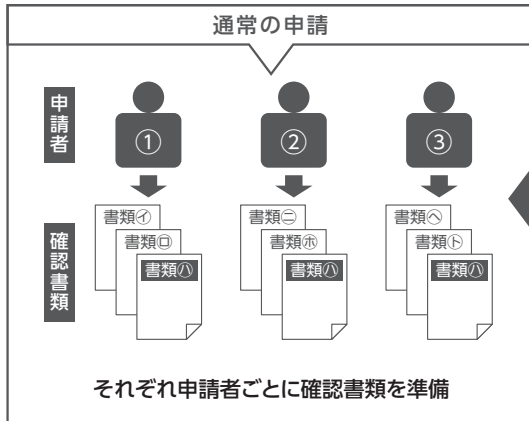 通常の申請
申請者
① ② ③
確認書類
書類㋑ 書類㋥ 書類㋬
書類㋺ 書類㋭ 書類㋣
書類㋩ 書類㋩ 書類㋩
それぞれ申請者ごとに確認書類を準備